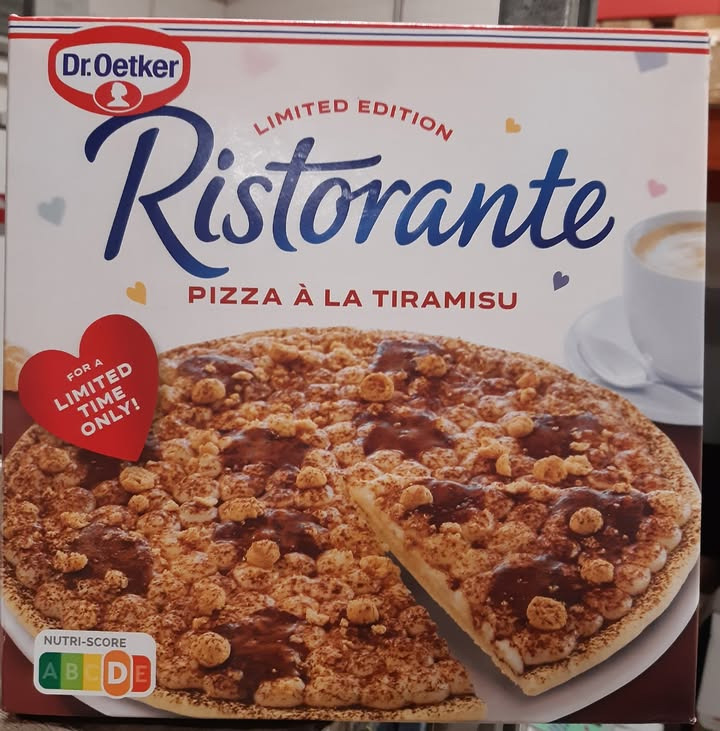 Dr.Oetker
LIMITED EDITION
Ristorante
PIZZA À LA TIRAMISU
FOR A
LIMITED
TIME
ONLY!
NUTRI-SCORE
A B C D E